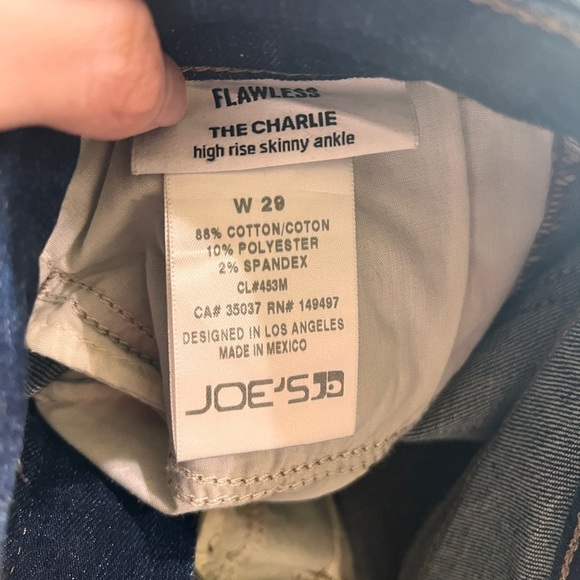 FLAWLESS
THE CHARLIE
high rise skinny ankle
W 29
88% COTTON/COTON
10% POLYESTER
2% SPANDEX
CL#453M
CA# 35037 RN# 149497
DESIGNED IN LOS ANGELES
MADE IN MEXICO
JOE'S